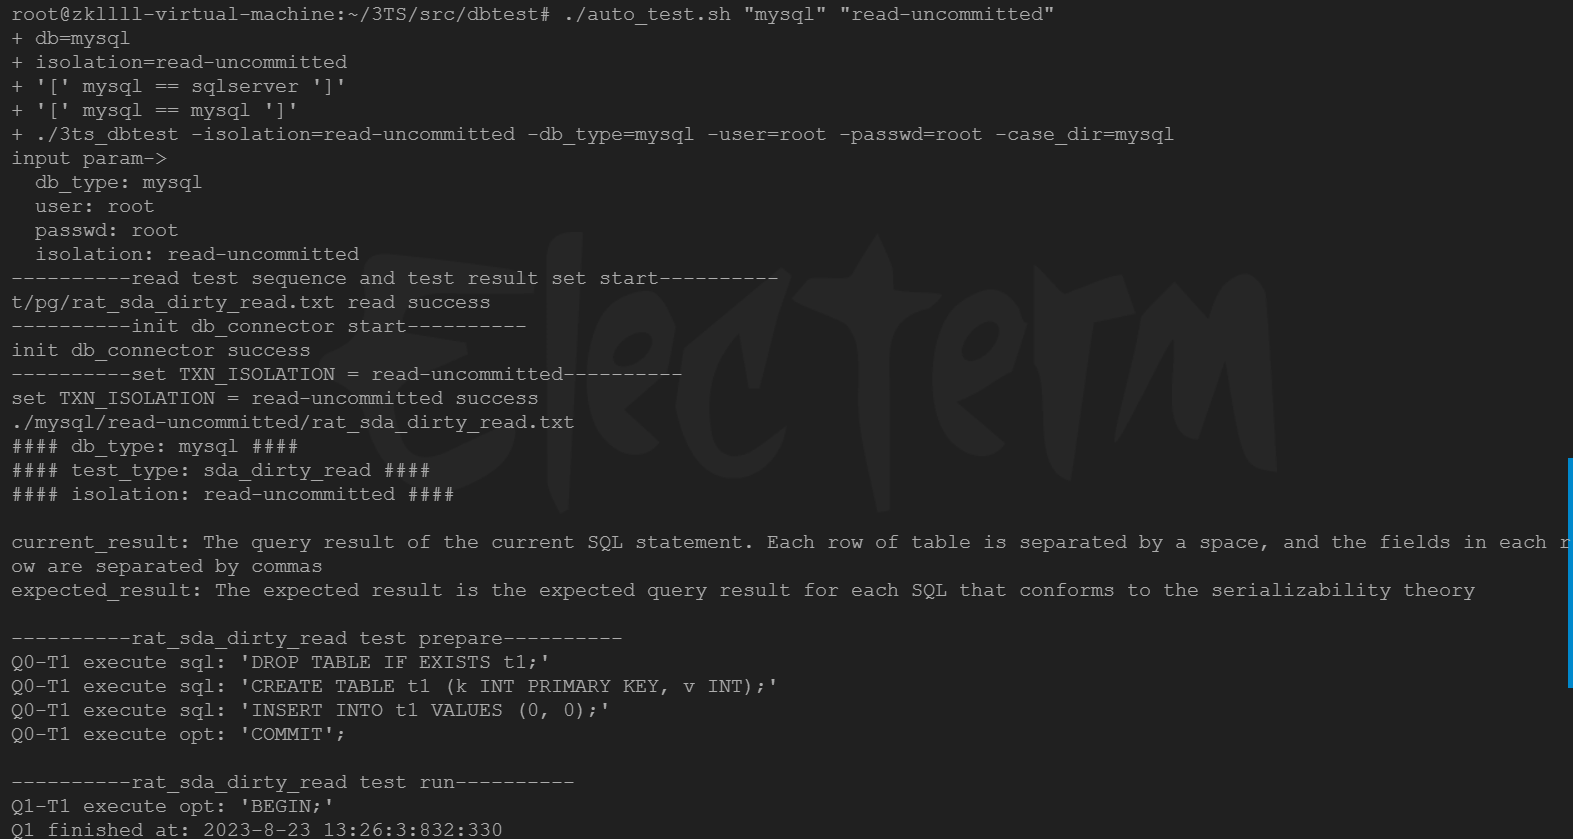 root@zkllll-virtual-machine:~/3TS/src/dbtest# ./auto_test.sh "mysql" "read-uncommitted"
+ db=mysql
+ isolation=read-uncommitted
+ '[' mysql == sqlserver ']'
+ '[' mysql == mysql ']'
+ ./3ts_dbtest -isolation=read-uncommitted -db_type=mysql -user=root -passwd=root -case_dir=mysql
input param->
  db_type: mysql
  user: root
  passwd: root
  isolation: read-uncommitted
----------read test sequence and test result set start----------
t/pg/rat_sda_dirty_read.txt read success
----------init db_connector start----------
init db_connector success
----------set TXN_ISOLATION = read-uncommitted----------
set TXN_ISOLATION = read-uncommitted success
./mysql/read-uncommitted/rat_sda_dirty_read.txt
#### db_type: mysql ####
#### test_type: sda_dirty_read ####
#### isolation: read-uncommitted ####

current_result: The query result of the current SQL statement. Each row of table is separated by a space, and the fields in each r
ow are separated by commas
expected_result: The expected result is the expected query result for each SQL that conforms to the serializability theory

----------rat_sda_dirty_read test prepare----------
Q0-T1 execute sql: 'DROP TABLE IF EXISTS t1;'
Q0-T1 execute sql: 'CREATE TABLE t1 (k INT PRIMARY KEY, v INT);'
Q0-T1 execute sql: 'INSERT INTO t1 VALUES (0, 0);'
Q0-T1 execute opt: 'COMMIT';

----------rat_sda_dirty_read test run----------
Q1-T1 execute opt: 'BEGIN;'
Q1 finished at: 2023-8-23 13:26:3:832:330
Electerm